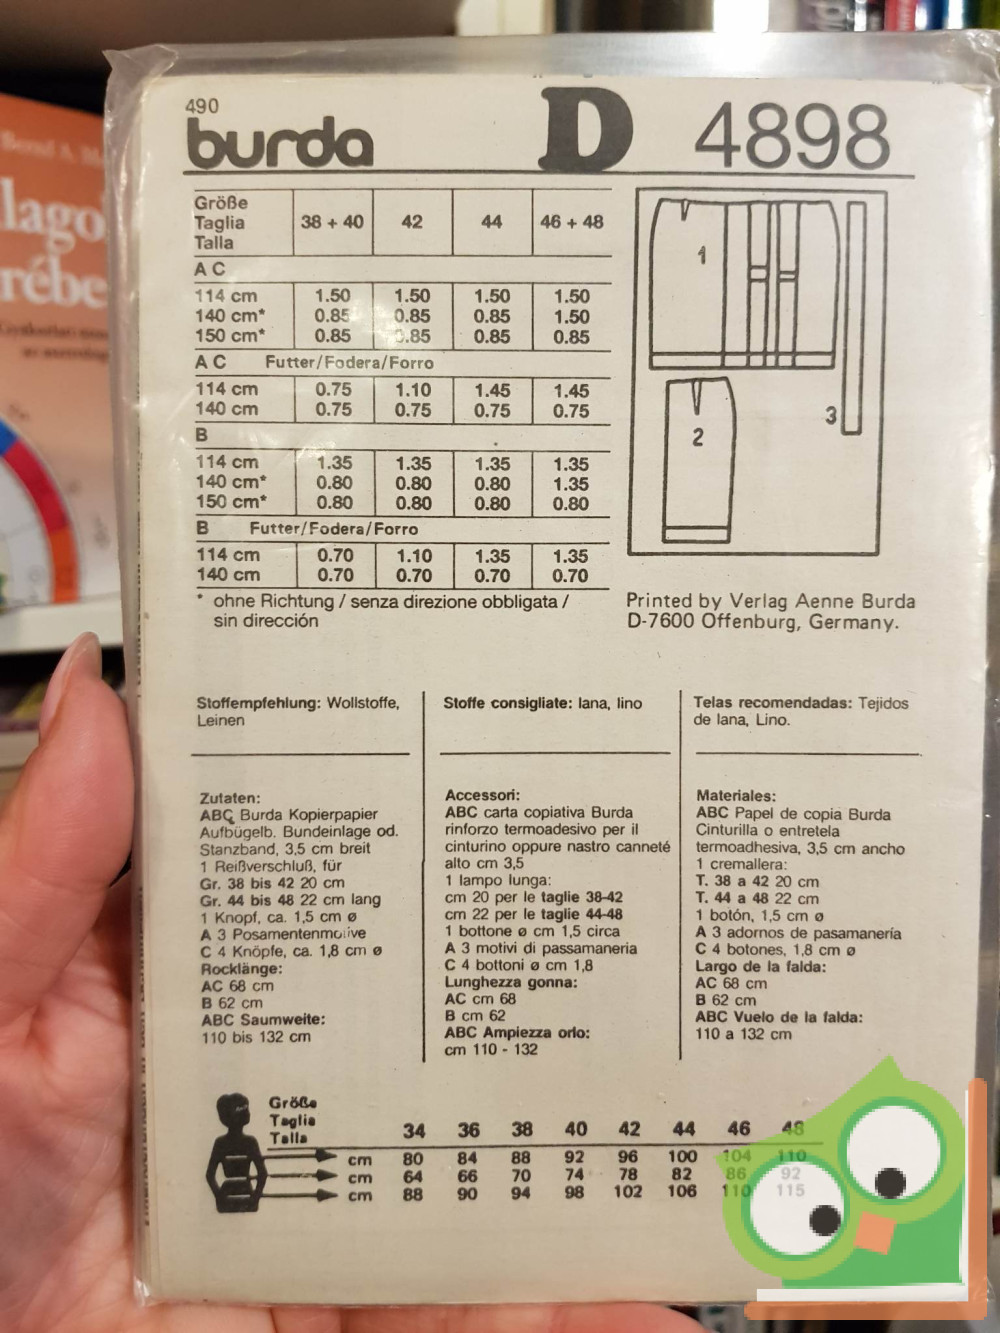 490
burda D 4898
Größe
Taglia
Talla
38 + 40 42 44 46 + 48
A C
114 cm 1.50 1.50 1.50 1.50
140 cm* 0.85 0.85 0.85 1.50
150 cm* 0.85 0.85 0.85 0.85
A C Futter/Fodera/Forro
114 cm 0.75 1.10 1.45 1.45
140 cm 0.75 0.75 0.75 0.75
B
114 cm 1.35 1.35 1.35 1.35
140 cm* 0.80 0.80 0.80 1.35
150 cm* 0.80 0.80 0.80 0.80
B Futter/Fodera/Forro
114 cm 0.70 1.10 1.35 1.35
140 cm 0.70 0.70 0.70 0.70
* ohne Richtung / senza direzione obbligata /
sin dirección
1
2
3
Printed by Verlag Aenne Burda
D-7600 Offenburg, Germany.
Stoffempfehlung: Wollstoffe,
Leinen
Zutaten:
ABC Burda Kopierpapier
Aufbügelb. Bundeinlage od.
Stanzband, 3,5 cm breit
1 Reißverschluß, für
Gr. 38 bis 42 20 cm
Gr. 44 bis 48 22 cm lang
1 Knopf, ca. 1,5 cm ø
A 3 Posamentenmotive
C 4 Knöpfe, ca. 1,8 cm ø
Rocklänge:
AC 68 cm
B 62 cm
ABC Saumweite:
110 bis 132 cm
Stoffe consigliate: lana, lino
Accessori:
ABC carta copiativa Burda
rinforzo termoadesivo per il
cinturino oppure nastro canneté
alto cm 3,5
1 lampo lunga:
cm 20 per le taglie 38-42
cm 22 per le taglie 44-48
1 bottone ø cm 1,5 circa
A 3 motivi di passamaneria
C 4 bottoni ø cm 1,8
Lunghezza gonna:
AC cm 68
B cm 62
ABC Ampiezza orlo:
cm 110 - 132
Telas recomendadas: Tejidos
de lana, Lino.
Materiales:
ABC Papel de copia Burda
Cinturilla o entretela
termoadhesiva, 3,5 cm ancho
1 cremallera:
T. 38 a 42 20 cm
T. 44 a 48 22 cm
1 botón, 1,5 cm ø
A 3 adornos de pasamanería
C 4 botones, 1,8 cm ø
Largo de la falda:
AC 68 cm
B 62 cm
ABC Vuelo de la falda:
110 a 132 cm
Größe
Taglia
Talla
34 36 38 40 42 44 46 48
cm 80 84 88 92 96 100 104 110
cm 64 66 70 74 78 82 86 92
cm 88 90 94 98 102 106 110 115
lago
rébe